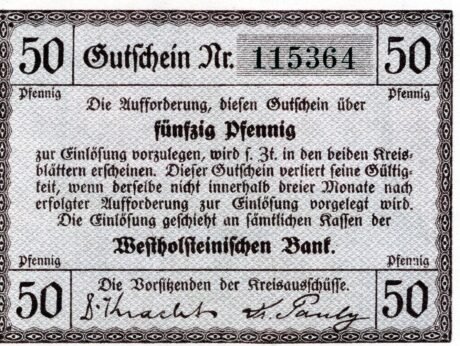 50 Gutschein Nr. 115364 50
Pfennig Pfennig
Die Aufforderung, diesen Gutschein über
fünfzig Pfennig
zur Einlösung vorzulegen, wird s. Zt. in den beiden Kreis-
blättern erscheinen. Dieser Gutschein verliert seine Gültig-
keit, wenn derselbe nicht innerhalb dreier Monate nach
erfolgter Aufforderung zur Einlösung vorgelegt wird.
Die Einlösung geschieht an sämtlichen Kassen der
Westholsteinischen Bank.
Pfennig Pfennig
50 Die Vorsitzenden der Kreisausschüsse. 50
Kracht Pauly